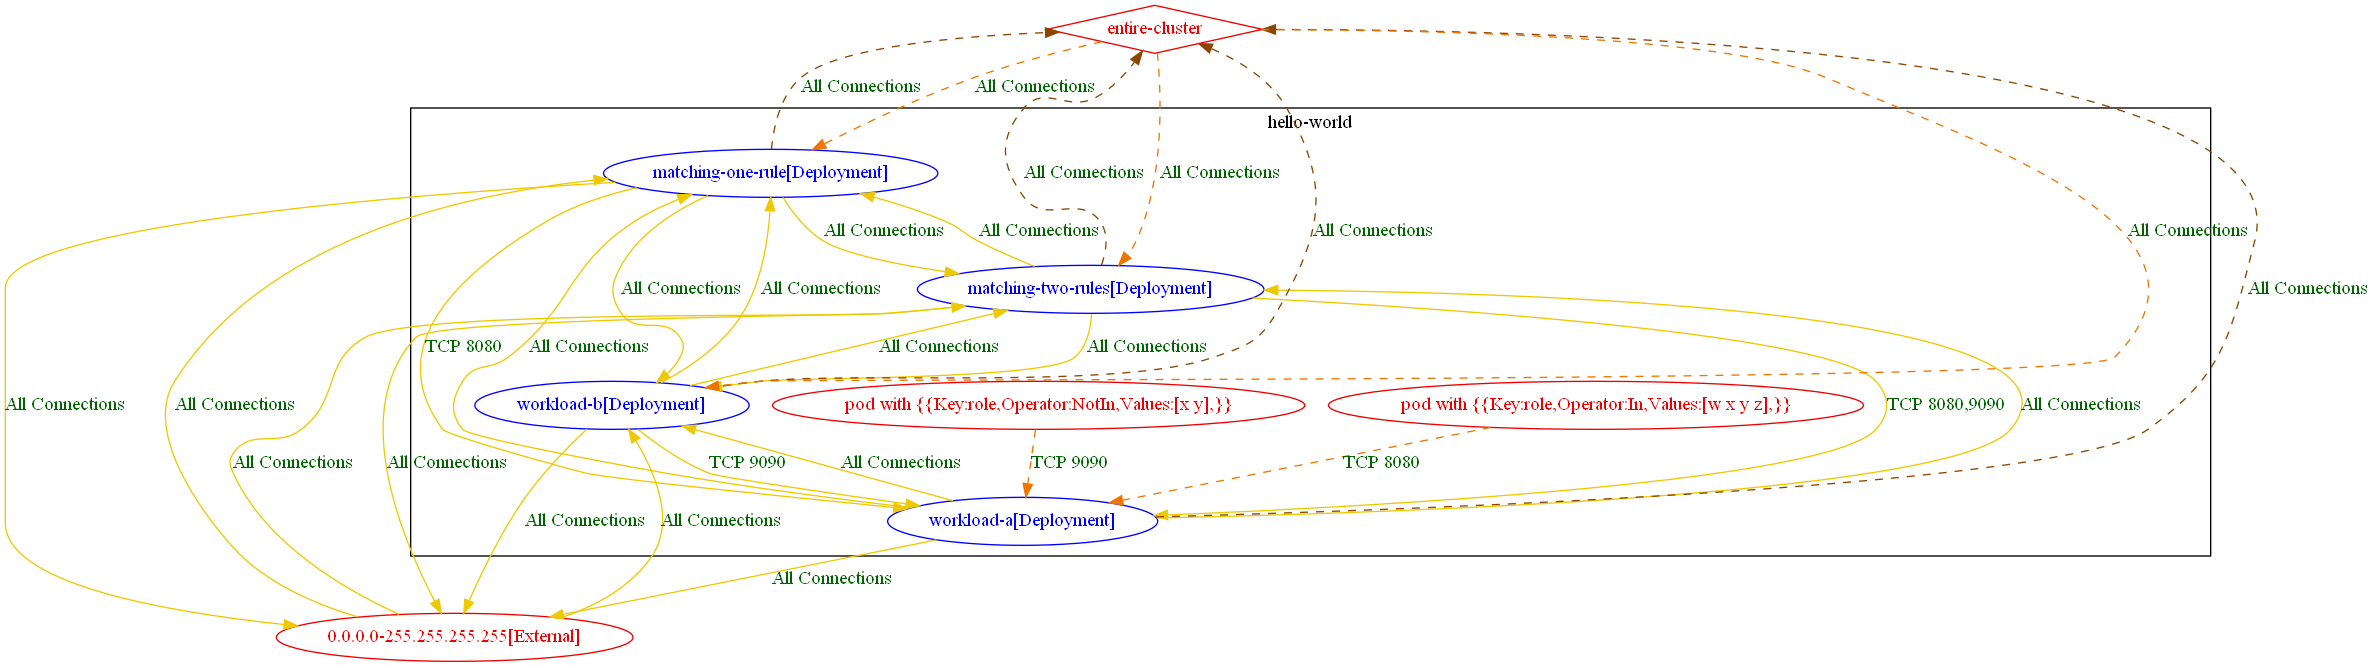 entire-cluster
All Connections
All Connections
hello-world
matching-one-rule[Deployment]
All Connections
All Connections
All Connections
All Connections
All Connections
All Connections
All Connections
All Connections
matching-two-rules[Deployment]
All Connections
TCP 8080
All Connections
All Connections
All Connections
All Connections
All Connections
workload-b[Deployment]
pod with {{Key:role,Operator:NotIn,Values:[x y],}}
pod with {{Key:role,Operator:In,Values:[w x y z],}}
TCP 8080,9090
All Connections
All Connections
All Connections
TCP 9090
All Connections
TCP 9090
TCP 8080
All Connections
All Connections
workload-a[Deployment]
All Connections
0.0.0.0-255.255.255.255[External]